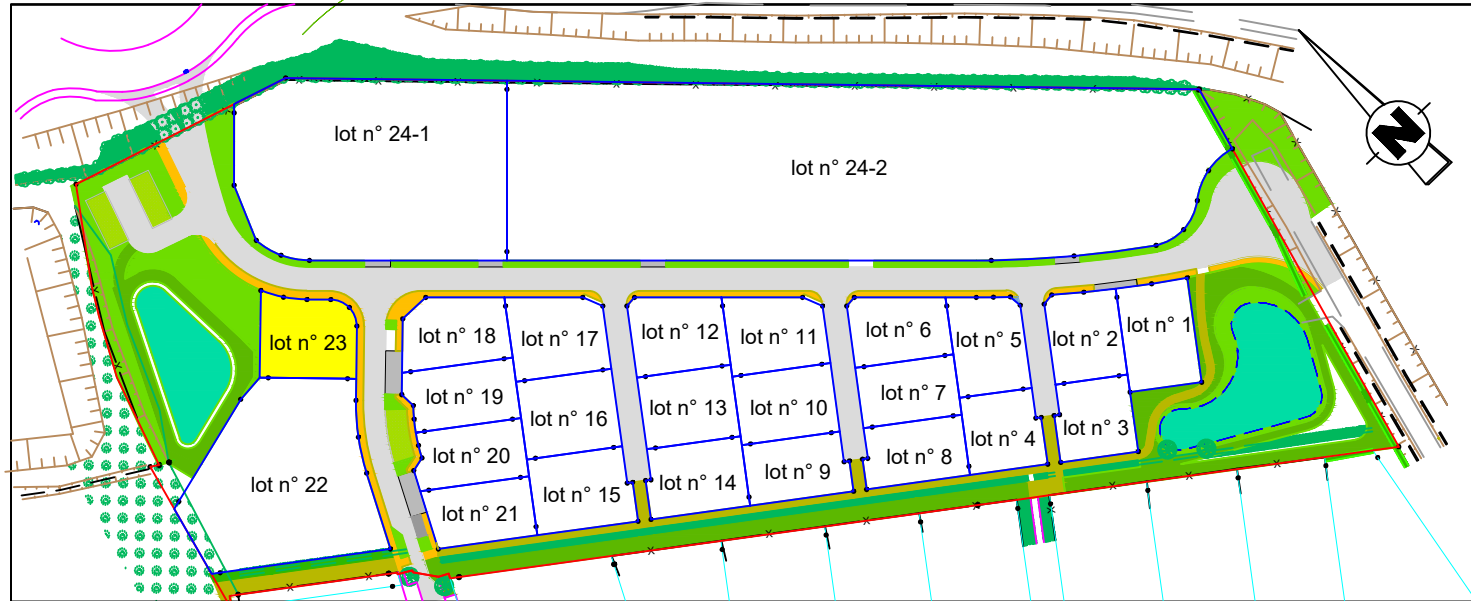 lot n° 24-1
lot n° 24-2
N
lot n° 23
lot n° 18
lot n° 17
lot n° 12
lot n° 11
lot n° 6
lot n° 5
lot n° 2
lot n° 1
lot n° 19
lot n° 16
lot n° 13
lot n° 10
lot n° 7
lot n° 4
lot n° 3
lot n° 20
lot n° 22
lot n° 21
lot n° 15
lot n° 14
lot n° 9
lot n° 8